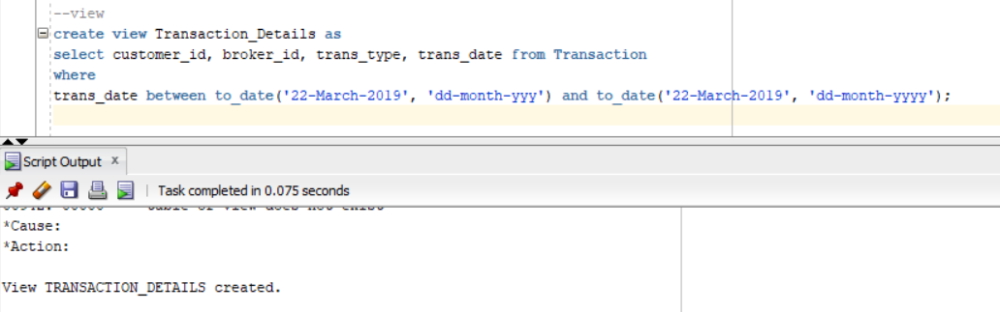 --view
create view Transaction_Details as
select customer_id, broker_id, trans_type, trans_date from Transaction
where
trans_date between to_date('22-March-2019', 'dd-month-yyy') and to_date('22-March-2019', 'dd-month-yyyy');
Script Output x
Task completed in 0.075 seconds
*Cause:
*Action:
View TRANSACTION_DETAILS created.